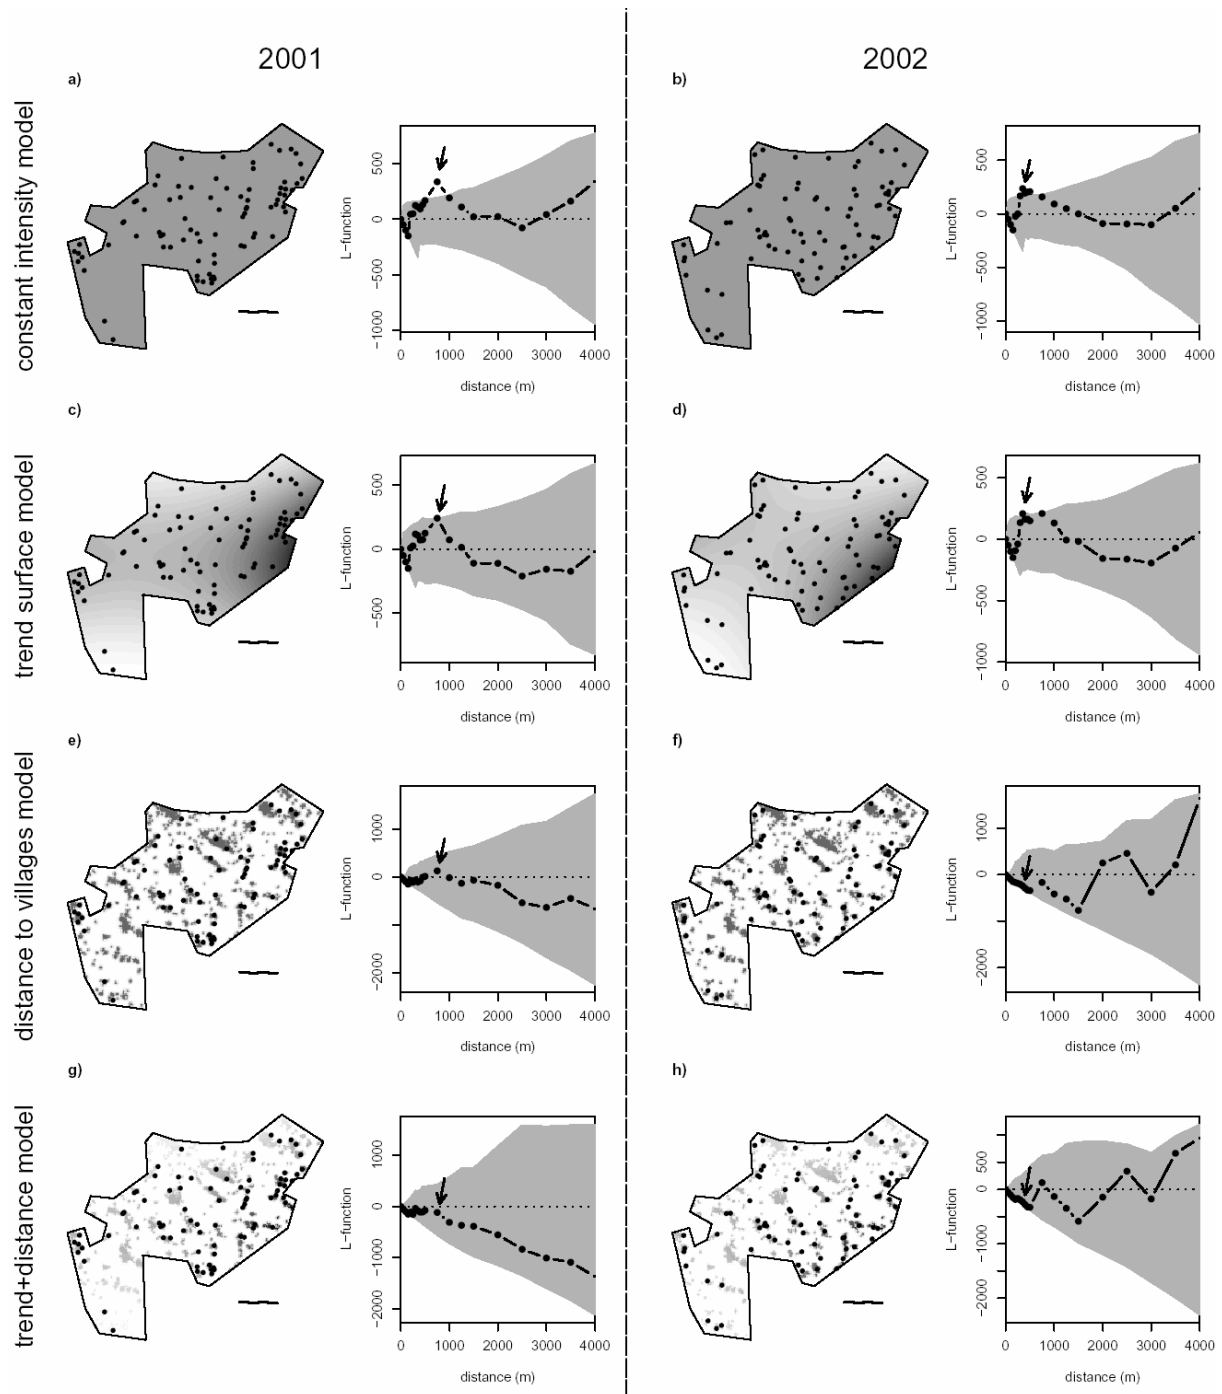 2001
2002
constant intensity model
a)
L−function
500
0
−500
−1000
0 1000 2000 3000 4000
distance (m)
b)
L−function
500
0
−500
−1000
0 1000 2000 3000 4000
distance (m)
trend surface model
c)
L−function
500
0
−500
0 1000 2000 3000 4000
distance (m)
d)
L−function
500
0
−500
−1000
0 1000 2000 3000 4000
distance (m)
distance to villages model
e)
L−function
1000
0
−2000
0 1000 2000 3000 4000
distance (m)
f)
L−function
1000
0
−2000
0 1000 2000 3000 4000
distance (m)
trend+distance model
g)
L−function
1000
0
−1000
−2000
0 1000 2000 3000 4000
distance (m)
h)
L−function
500
0
−1000
−2000
0 1000 2000 3000 4000
distance (m)